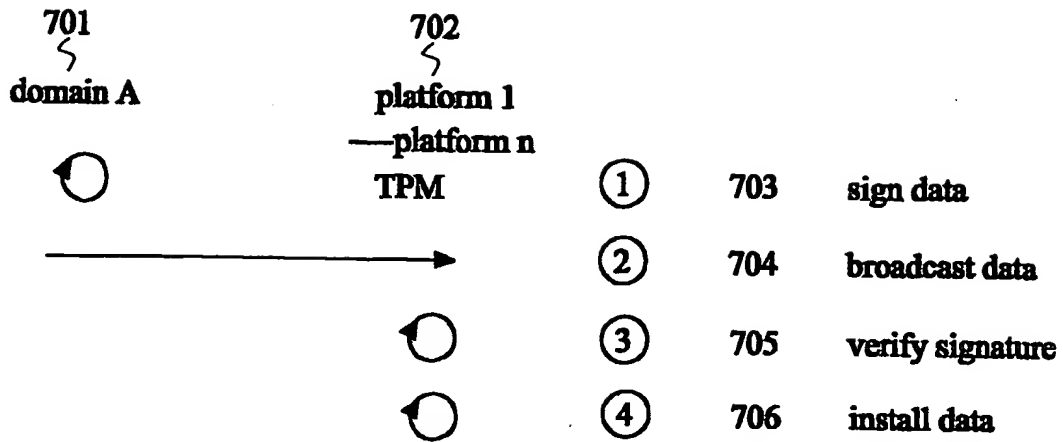 701 702
domain A platform 1
platform n
TPM 1 703 sign data
2 704 broadcast data
3 705 verify signature
4 706 install data